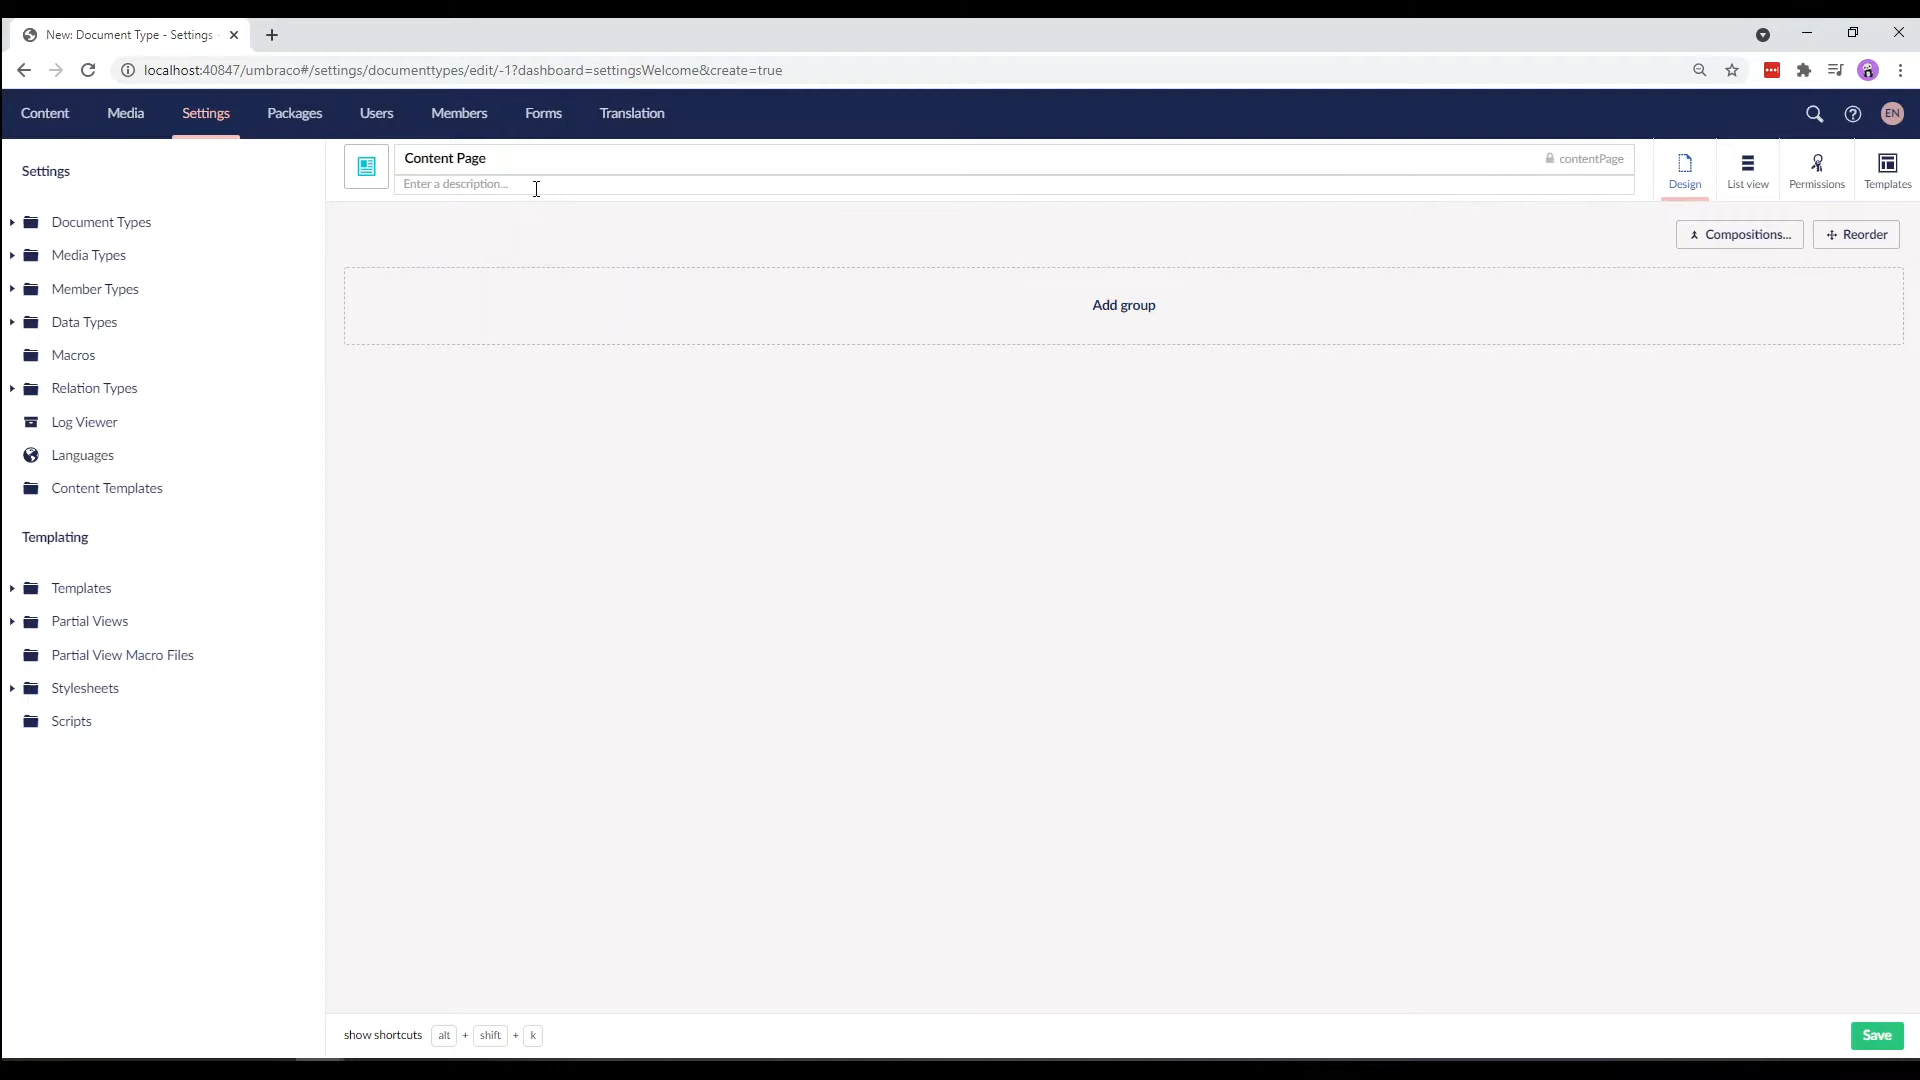 New: Document Type - Settings
localhost:40847/umbraco#/settings/documenttypes/edit/-1?dashboard=settingsWelcome&create=true
Content Media Settings Packages Users Members Forms Translation
EN
Settings
Document Types
Media Types
Member Types
Data Types
Macros
Relation Types
Log Viewer
Languages
Content Templates
Templating
Templates
Partial Views
Partial View Macro Files
Stylesheets
Scripts
Content Page
contentPage
Enter a description...
Design
List view
Permissions
Templates
Compositions...
Reorder
Add group
show shortcuts alt + shift + k
Save